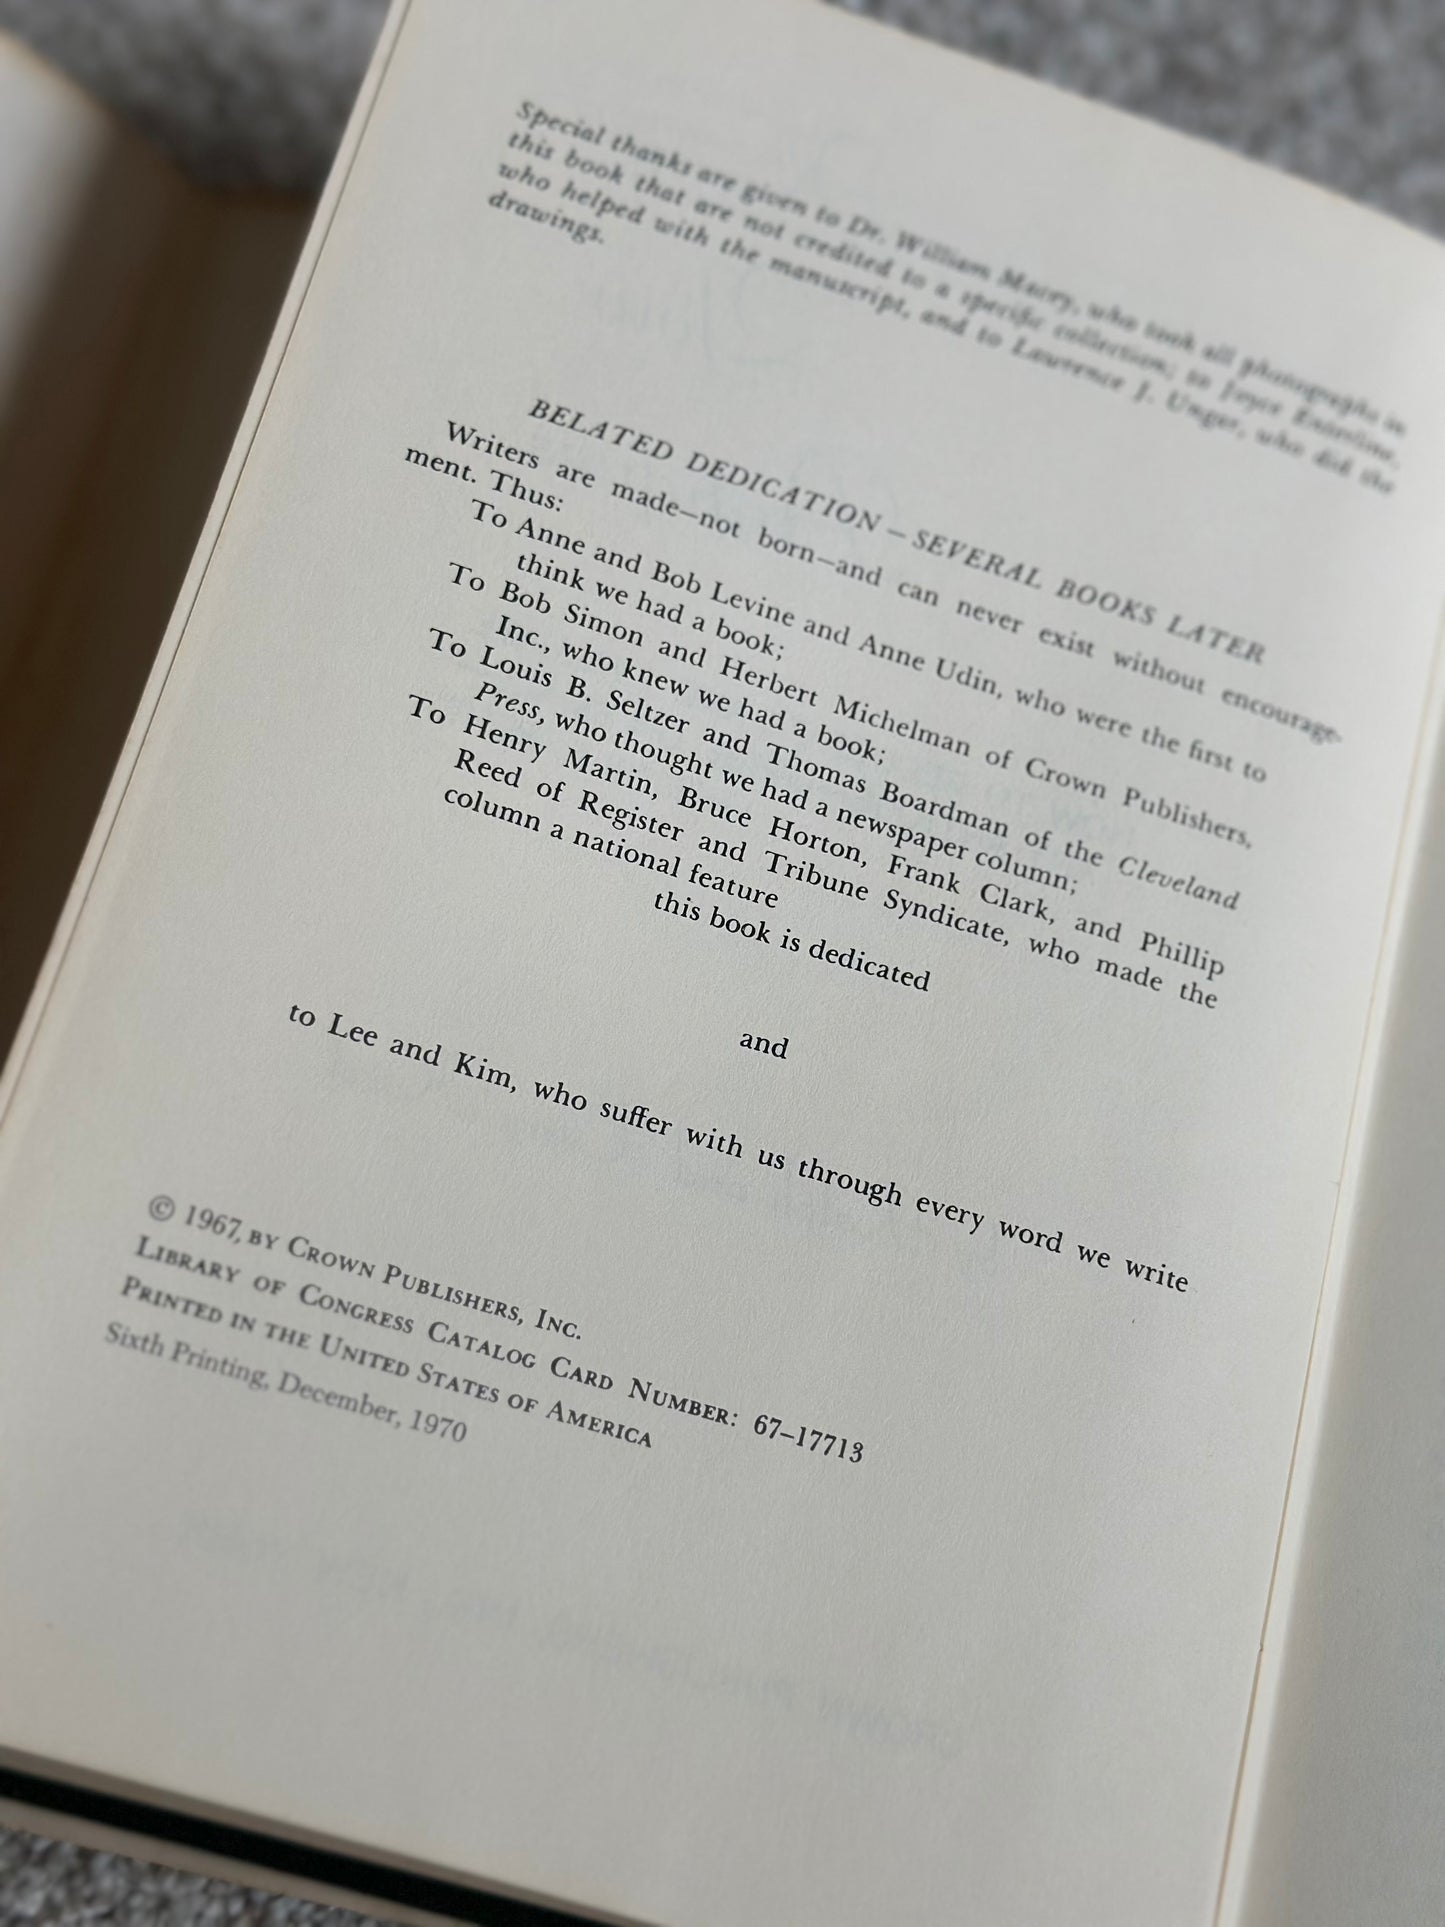 Special thanks are given to Dr. William Macey, who took all photographs in
this book that are not credited to a specific collection; to Joyce Enterline,
who helped with the manuscript, and to Lawrence J. Unger, who did the
drawings.
BELATED DEDICATION — SEVERAL BOOKS LATER
Writers are made—not born—and can never exist without encourage-
ment. Thus:
To Anne and Bob Levine and Anne Udin, who were the first to
think we had a book;
To Bob Simon and Herbert Michelman of Crown Publishers,
Inc., who knew we had a book;
To Louis B. Seltzer and Thomas Boardman of the Cleveland
Press, who thought we had a newspaper column;
To Henry Martin, Bruce Horton, Frank Clark, and Phillip
Reed of Register and Tribune Syndicate, who made the
column a national feature
this book is dedicated
and
to Lee and Kim, who suffer with us through every word we write
© 1967, BY CROWN PUBLISHERS, INC.
LIBRARY OF CONGRESS CATALOG CARD NUMBER: 67–17713
PRINTED IN THE UNITED STATES OF AMERICA
Sixth Printing, December, 1970